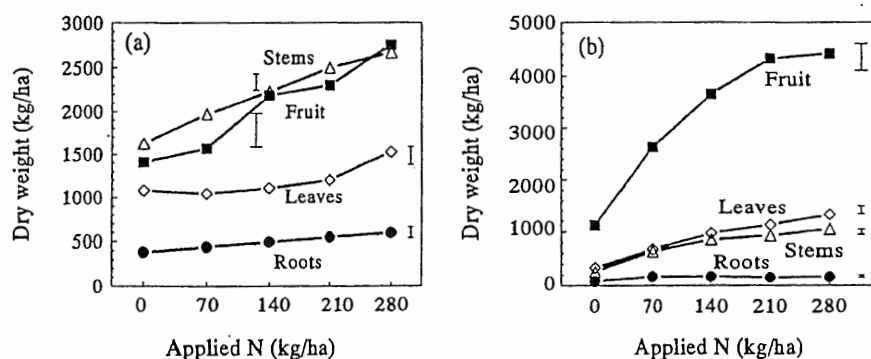 (a)
3000
2500
2000
1500
1000
500
0
Dry weight (kg/ha)
Stems
Fruit
Leaves
Roots
0 70 140 210 280
Applied N (kg/ha)
(b)
5000
4000
1000
0
Dry weight (kg/ha)
Fruit
Leaves
Stems
Roots
0 70 140 210 280
Applied N (kg/ha)